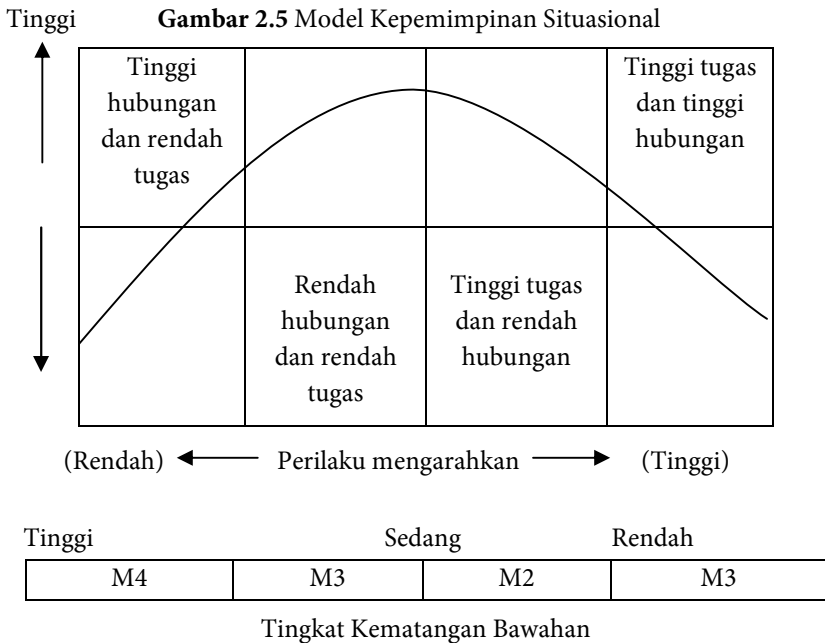 Tinggi
Gambar 2.5 Model Kepemimpinan Situasional
Tinggi
hubungan
dan rendah
tugas
Tinggi tugas
dan tinggi
hubungan
Rendah
hubungan
dan rendah
tugas
Tinggi tugas
dan rendah
hubungan
(Rendah) Perilaku mengarahkan (Tinggi)
Tinggi Sedang Rendah
M4 M3 M2 M3
Tingkat Kematangan Bawahan